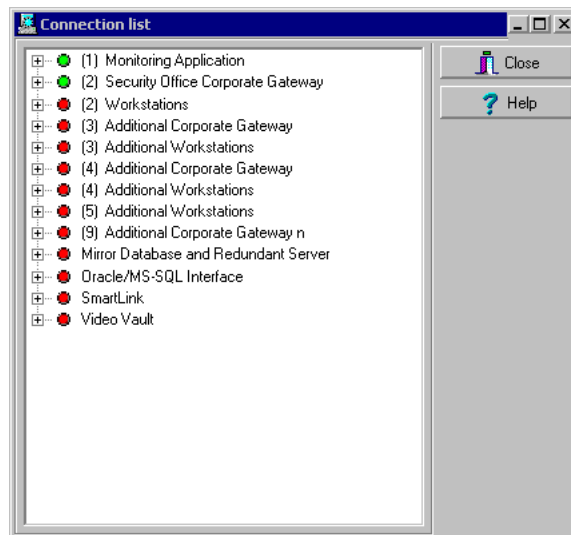 Connection list
(1) Monitoring Application
(2) Security Office Corporate Gateway
(2) Workstations
(3) Additional Corporate Gateway
(3) Additional Workstations
(4) Additional Corporate Gateway
(4) Additional Workstations
(5) Additional Workstations
(9) Additional Corporate Gateway n
Mirror Database and Redundant Server
Oracle/MS-SQL Interface
SmartLink
Video Vault
Close
Help